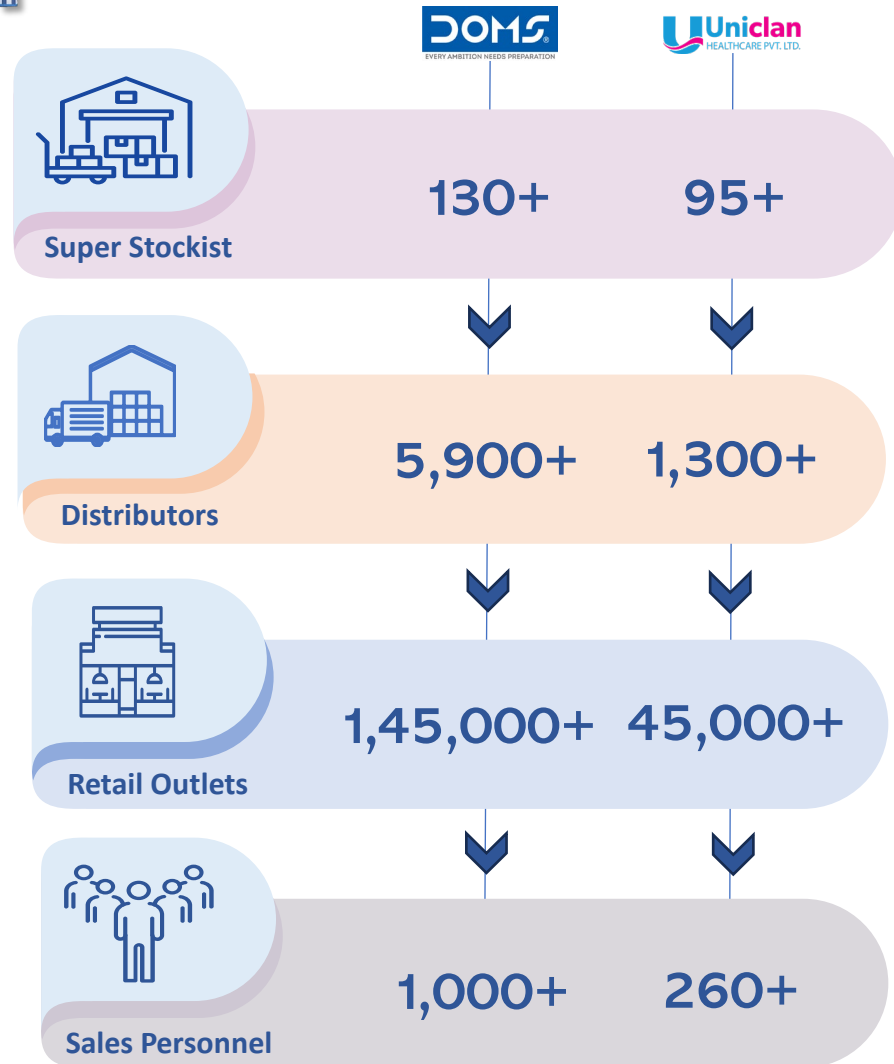 DOMS®
EVERY AMBITION NEEDS PREPARATION
Uniclan
HEALTHCARE PVT. LTD.
130+ 95+
Super Stockist
5,900+ 1,300+
Distributors
1,45,000+ 45,000+
Retail Outlets
1,000+ 260+
Sales Personnel